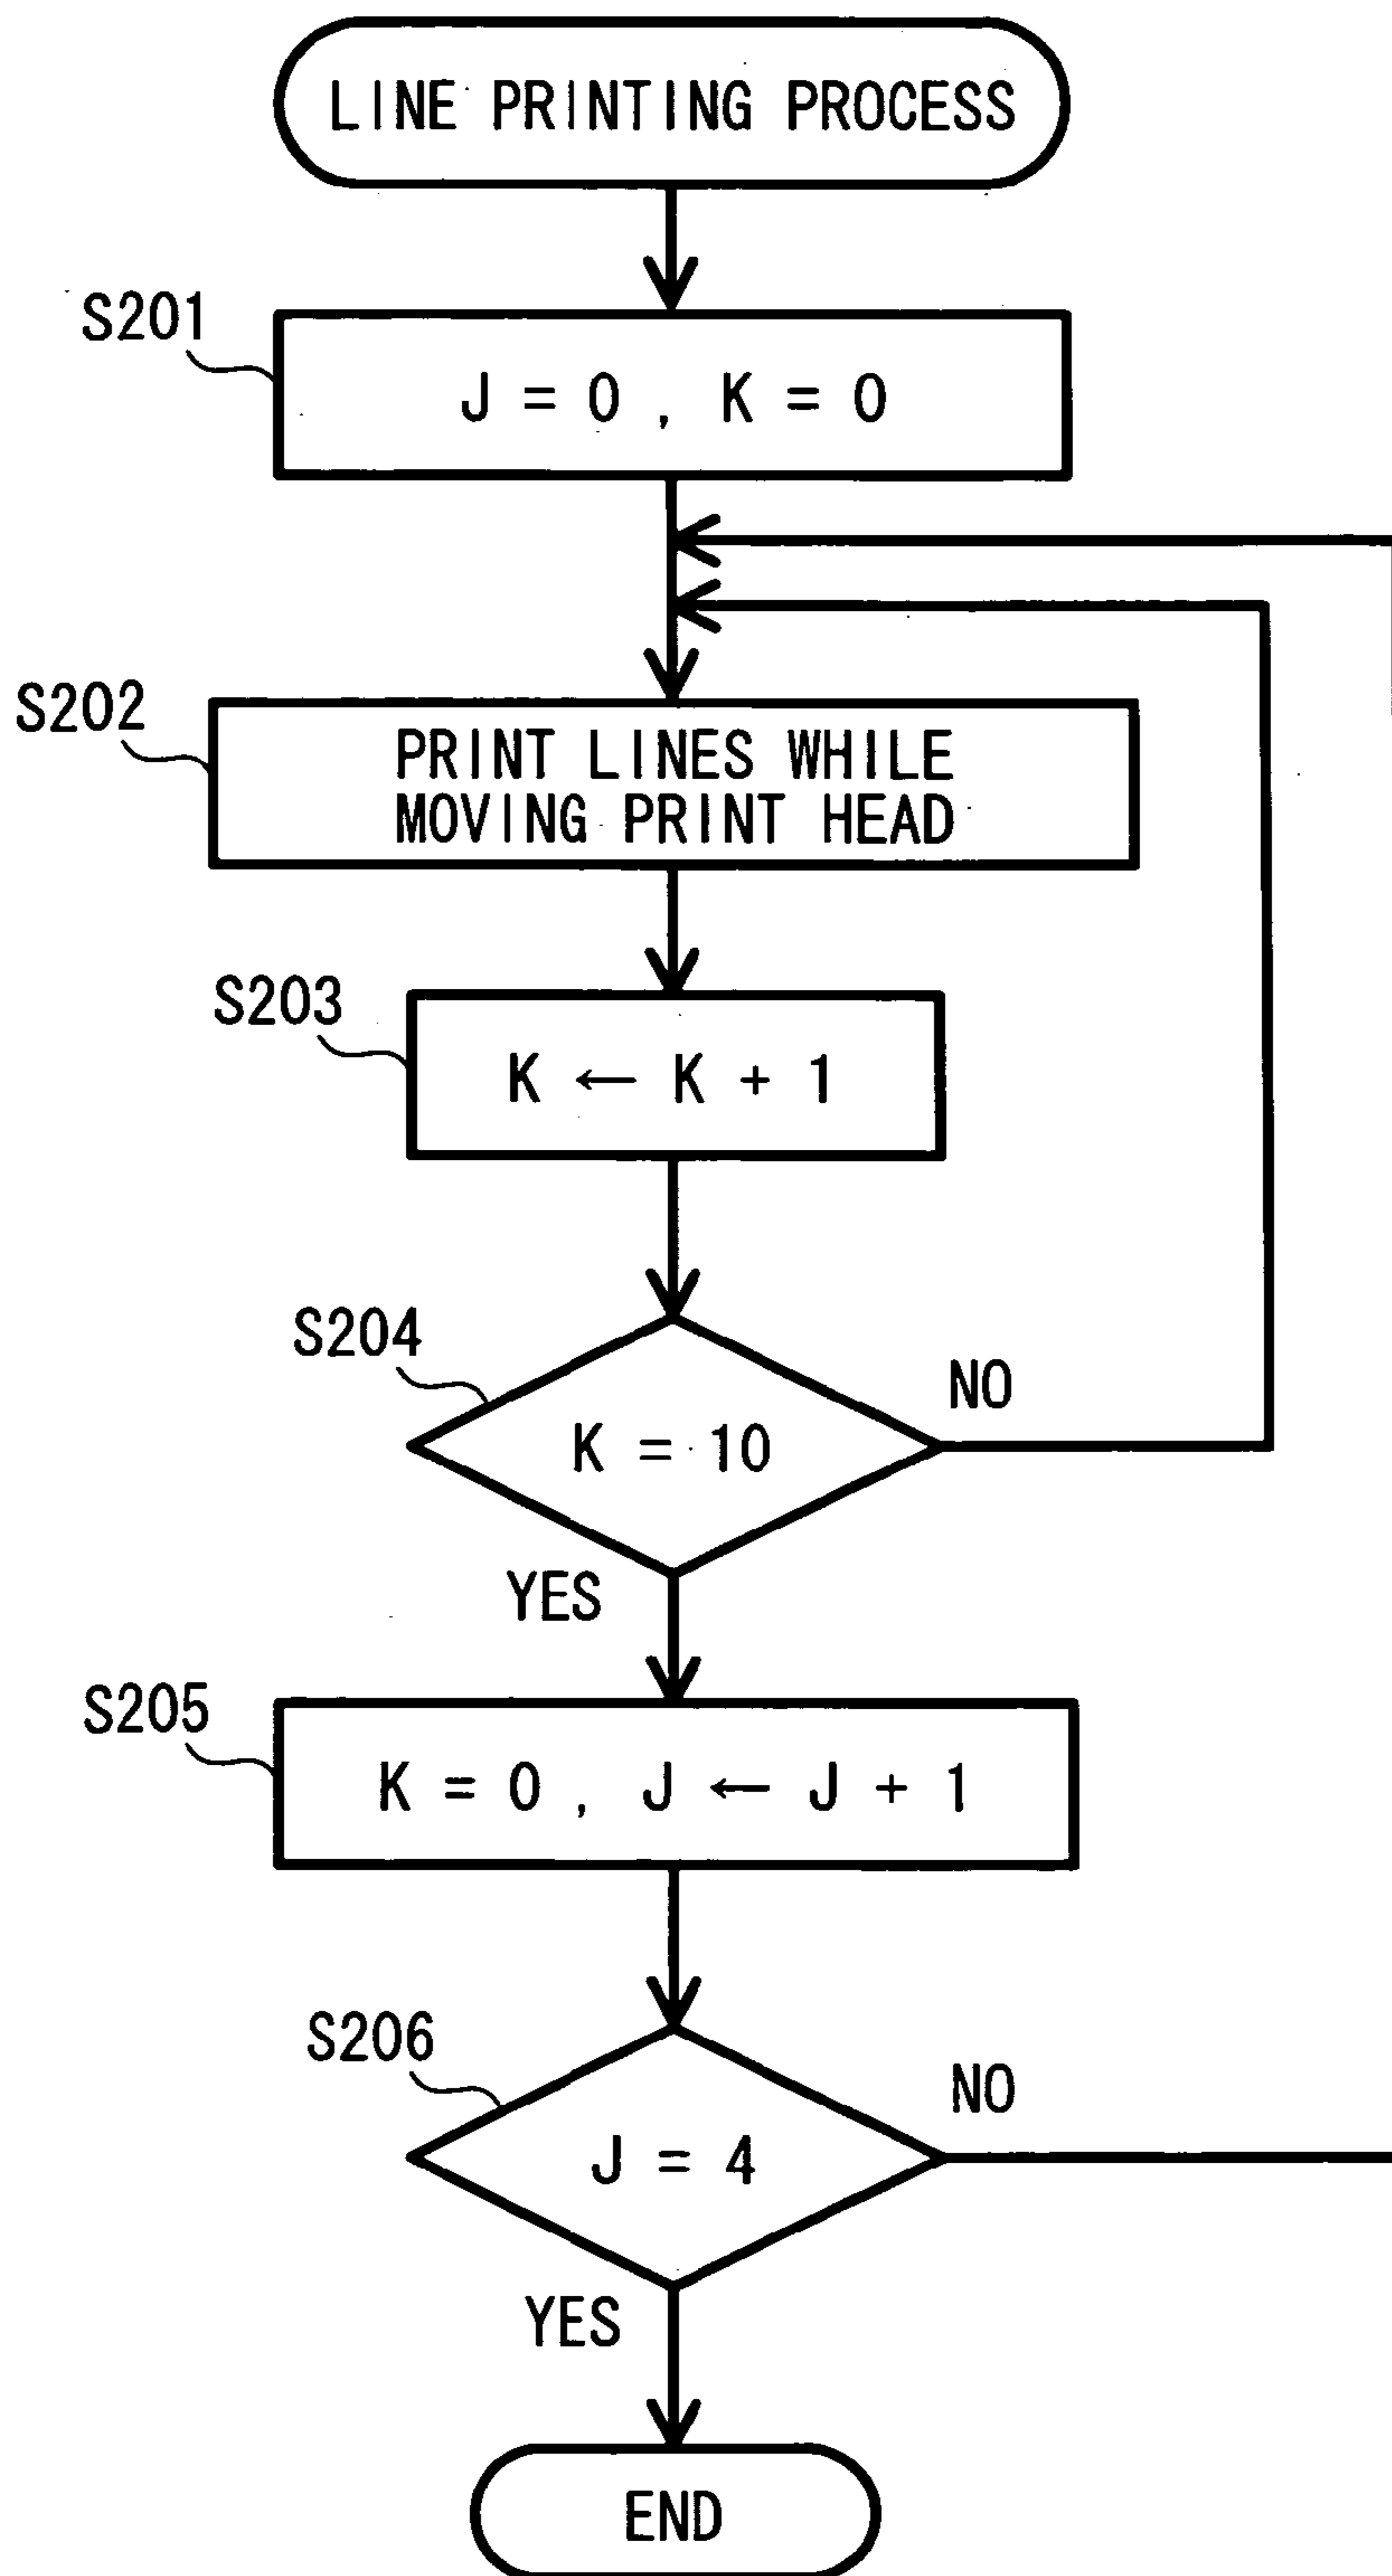 LINE PRINTING PROCESS
S201
J = 0 , K = 0
S202
PRINT LINES WHILE
MOVING PRINT HEAD
S203
K ← K + 1
S204
K = 10
NO
YES
S205
K = 0 , J ← J + 1
S206
J = 4
NO
YES
END